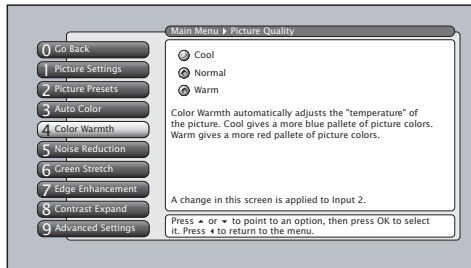 Main Menu ▸ Picture Quality
0 Go Back
1 Picture Settings
2 Picture Presets
3 Auto Color
4 Color Warmth
5 Noise Reduction
6 Green Stretch
7 Edge Enhancement
8 Contrast Expand
9 Advanced Settings
Cool
Normal
Warm
Color Warmth automatically adjusts the "temperature" of
the picture. Cool gives a more blue pallete of picture colors.
Warm gives a more red pallete of picture colors.
A change in this screen is applied to Input 2.
Press ▲ or ▼ to point to an option, then press OK to select
it. Press ◂ to return to the menu.